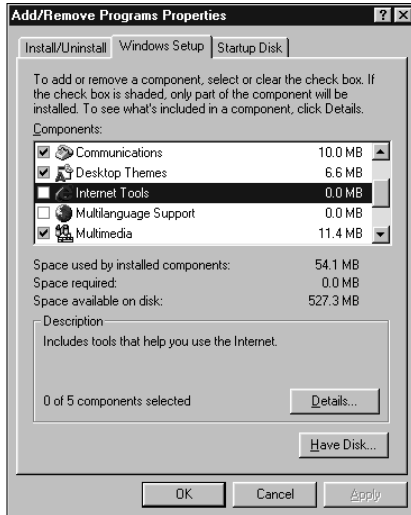 Add/Remove Programs Properties
Install/Uninstall Windows Setup Startup Disk
To add or remove a component, select or clear the check box. If
the check box is shaded, only part of the component will be
installed. To see what's included in a component, click Details.
Components:
Communications 10.0 MB
Desktop Themes 6.6 MB
Internet Tools 0.0 MB
Multilanguage Support 0.0 MB
Multimedia 11.4 MB
Space used by installed components: 54.1 MB
Space required: 0.0 MB
Space available on disk: 527.3 MB
Description
Includes tools that help you use the Internet.
0 of 5 components selected
Details...
Have Disk...
OK Cancel Apply